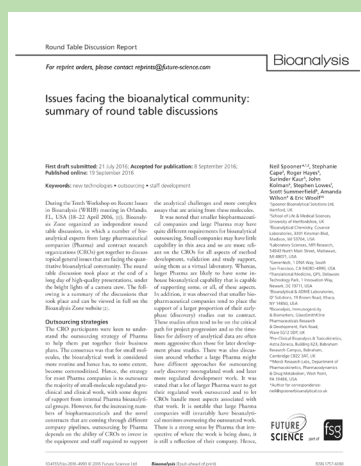 Round Table Discussion Report
Bioanalysis
For reprint orders, please contact reprints@future-science.com
Issues facing the bioanalytical community:
summary of round table discussions
First draft submitted: 21 July 2016; Accepted for publication: 8 September 2016;
Published online: 19 September 2016
Keywords: new technologies • outsourcing • staff development
During the Tenth Workshop on Recent Issues
in Bioanalysis (WRIB) meeting in Orlando,
FL, USA (18–22 April 2016, [1]), Bioanaly-
sis Zone organized an independent round
table discussion, in which a number of bio-
analytical experts from large pharmaceutical
companies (Pharma) and contract research
organizations (CROs) got together to discuss
topical general issues that are facing the quan-
titative bioanalytical community. The round
table discussion took place at the end of a
long day of high-quality presentations, under
the bright lights of a camera crew. The fol-
lowing is a summary of the discussions that
took place and can be viewed in full on the
Bioanalysis Zone website [2].
Outsourcing strategies
The CRO participants were keen to under-
stand the outsourcing strategy of Pharma
to help them put together their business
plans. The consensus was that for small mol-
ecules, the bioanalytical work is considered
more routine and hence has, to some extent,
become commoditized. Hence, the strategy
for most Pharma companies is to outsource
the majority of small-molecule regulated pre-
clinical and clinical work, with some degree
of support from internal Pharma bioanalyti-
cal groups. However, for the increasing num-
bers of biopharmaceuticals and the novel
constructs that are coming through different
company pipelines, outsourcing by Pharma
depends on the ability of CROs to invest in
the equipment and staff required to support
the analytical challenges and more complex
assays that are arising from these molecules.
It was noted that smaller biopharmaceuti-
cal companies and large Pharma may have
quite different requirements for bioanalytical
outsourcing. Small companies may have little
capability in this area and so are more reli-
ant on the CROs for all aspects of method
development, validation and study support,
using them as a virtual laboratory. Whereas,
larger Pharma are likely to have some in-
house bioanalytical capability that is capable
of supporting some, or all, of these aspects.
In addition, it was observed that smaller bio-
pharmaceutical companies tend to place the
support of a larger proportion of their early-
phase (discovery) studies out to contract.
These studies often tend to be on the critical
path for project progression and so the time-
lines for delivery of analytical data are often
more aggressive than those for later develop-
ment phase studies. There was also discus-
sion around whether a large Pharma might
have different approaches for outsourcing
early discovery nonregulated work and later
more regulated development work. It was
stated that a lot of larger Pharma want to get
their regulated work outsourced and to let
CROs handle most aspects associated with
that work. It is notable that large Pharma
companies will invariably have bioanalyti-
cal monitors overseeing outsourced work.
There is a strong sense by Pharma that irre-
spective of where the work is being done, it
is still a reflection of their company. Hence,
Neil Spooner*,1,2, Stephanie
Cape3, Roger Hayes4,
Surinder Kaur5, John
Kolman6, Stephen Lowes7,
Scott Summerfield8, Amanda
Wilson9 & Eric Woolf10
FUTURE
SCIENCE part of
fsg
Bioanalysis (Epub ahead of print)
ISSN 1757-6180